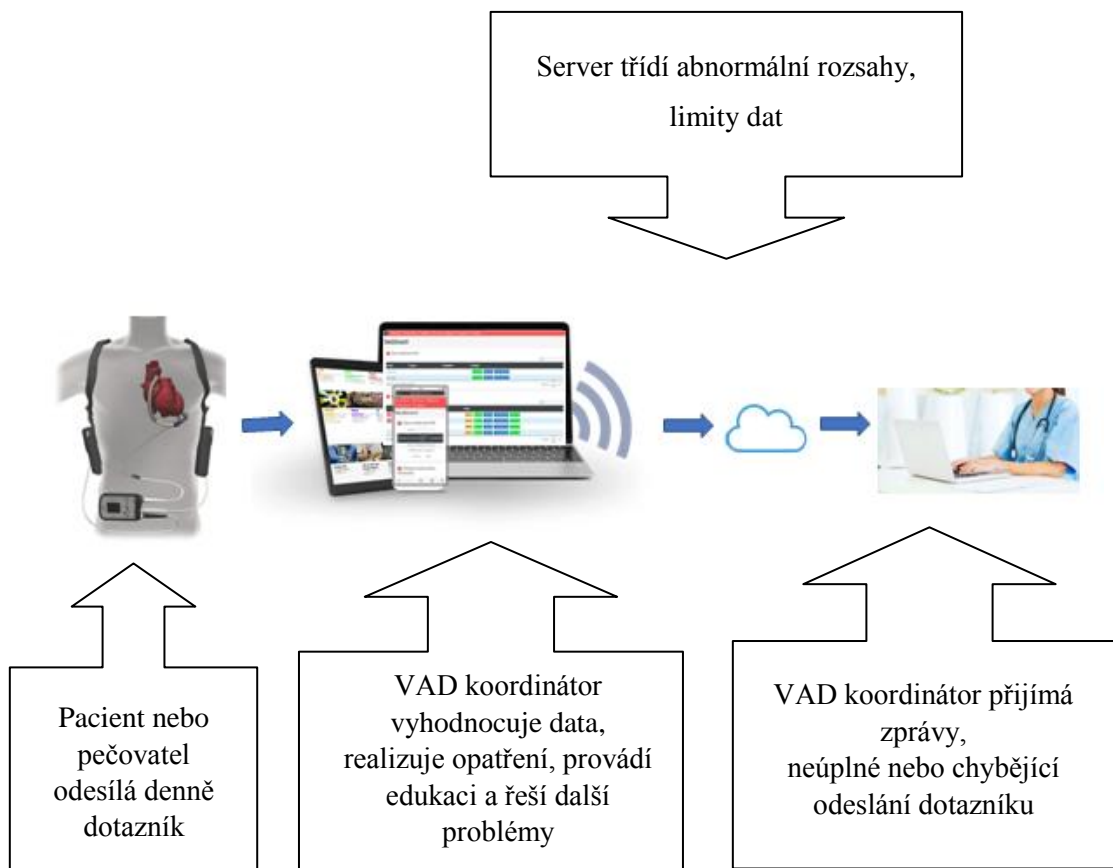 Server třídí abnormální rozsahy,
limity dat
Pacient nebo
pečovatel
odesílá denně
dotazník
VAD koordinátor
vyhodnocuje data,
realizuje opatření, provádí
edukaci a řeší další
problémy
VAD koordinátor přijímá
zprávy,
neúplné nebo chybějící
odeslání dotazníku